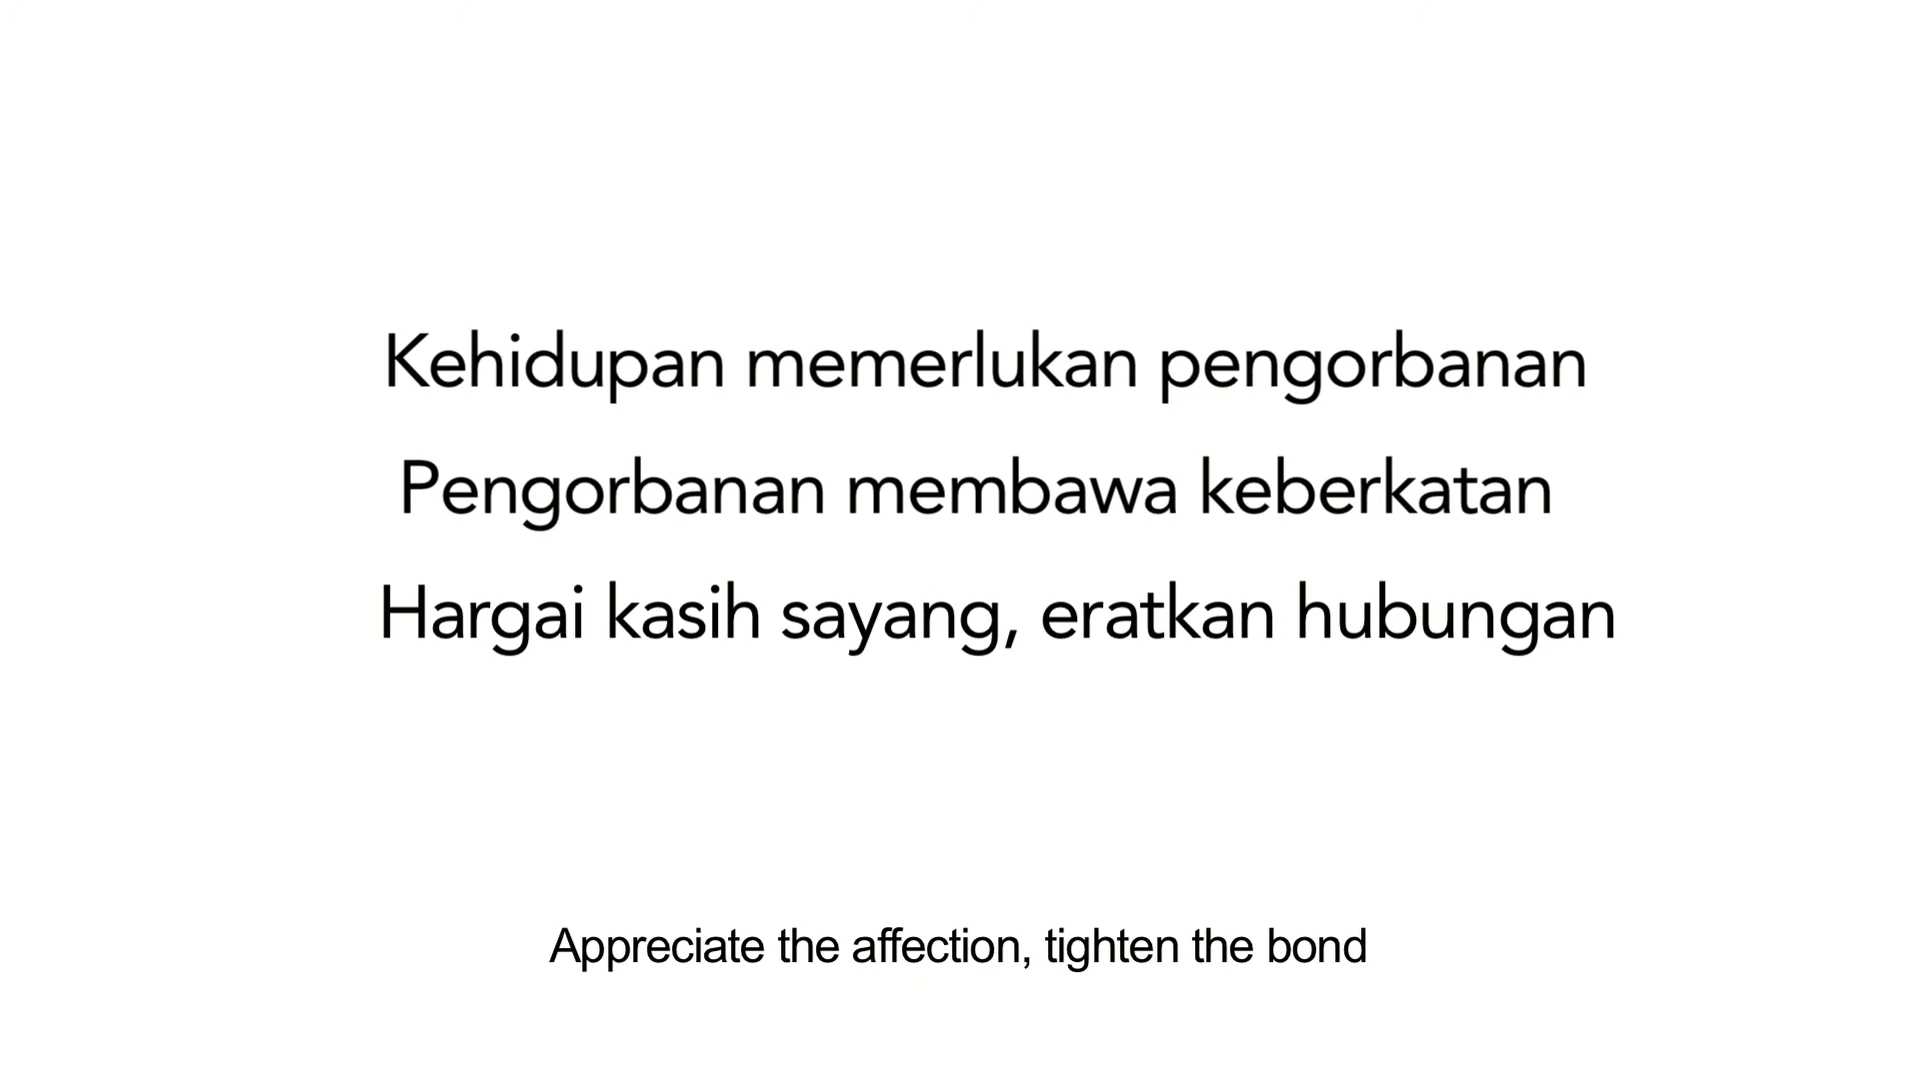 Kehidupan memerlukan pengorbanan
Pengorbanan membawa keberkatan
Hargai kasih sayang, eratkan hubungan
Appreciate the affection, tighten the bond